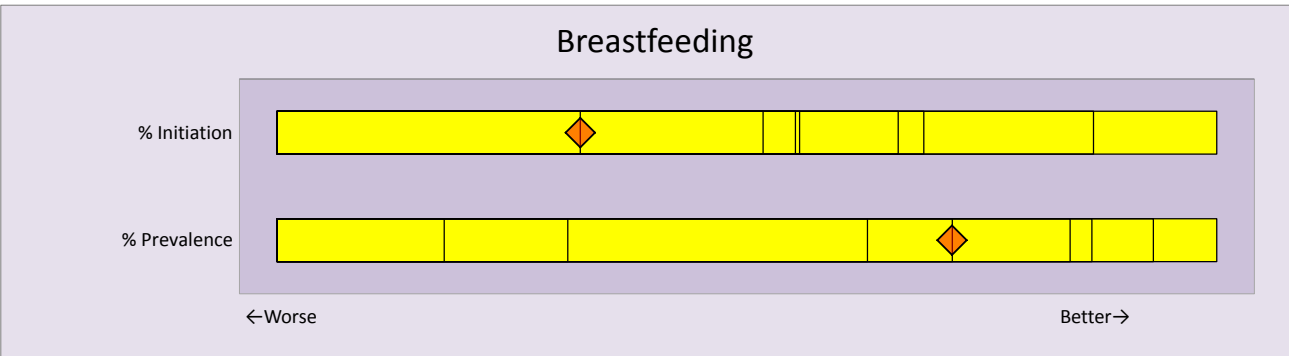 Breastfeeding
% Initiation
% Prevalence
←Worse
Better→